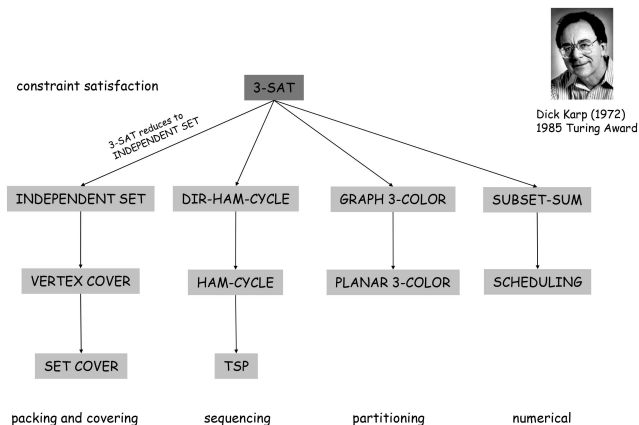 constraint satisfaction
3-SAT
Dick Karp (1972)
1985 Turing Award
3-SAT reduces to
INDEPENDENT SET
INDEPENDENT SET
DIR-HAM-CYCLE
GRAPH 3-COLOR
SUBSET-SUM
VERTEX COVER
HAM-CYCLE
PLANAR 3-COLOR
SCHEDULING
SET COVER
TSP
packing and covering
sequencing
partitioning
numerical